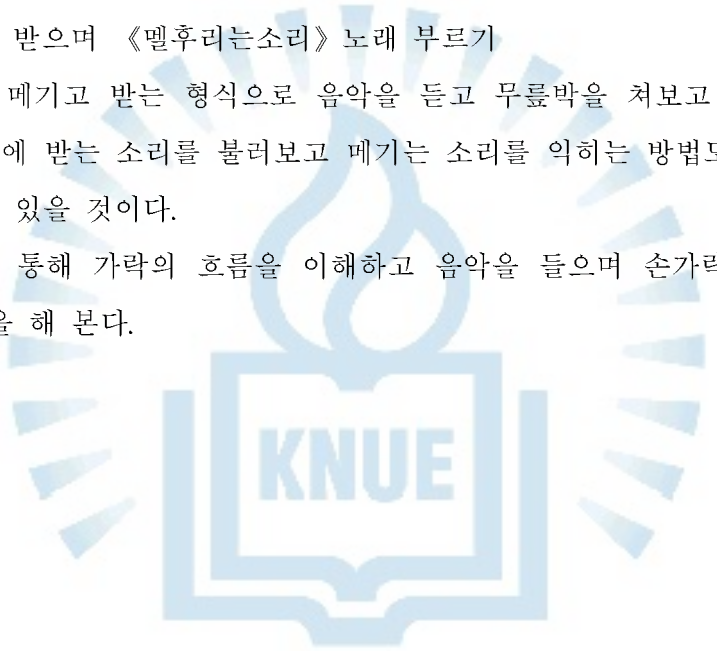 받으며 《멜후리는소리》노래 부르기
메기고 받는 형식으로 음악을 듣고 무릎박을 쳐보고
에 받는 소리를 불러보고 메기는 소리를 익히는 방법도
있을 것이다.
통해 가락의 흐름을 이해하고 음악을 들으며 손가락
을 해 본다.
KNUE